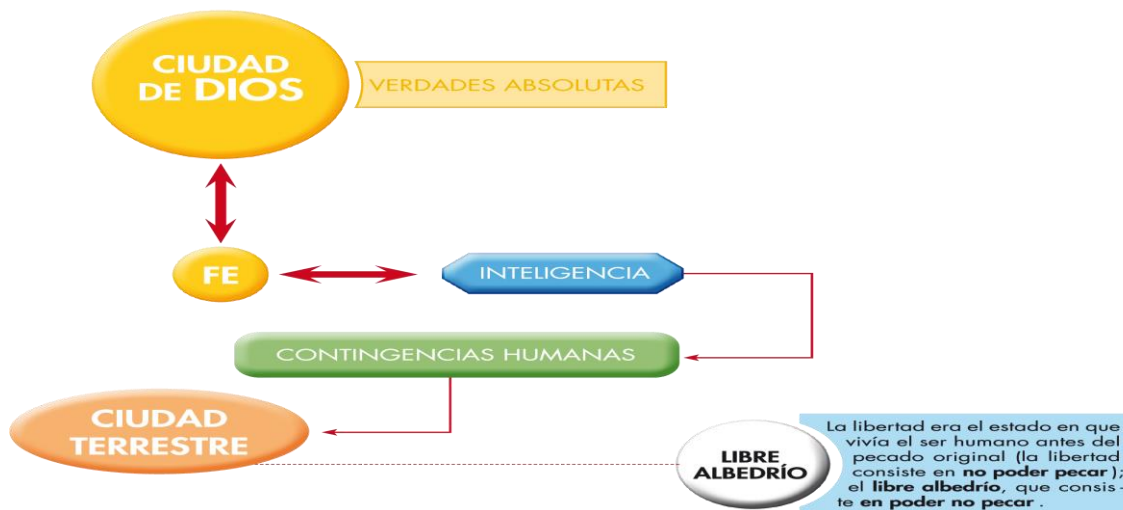 CIUDAD
DE DIOS
VERDADES ABSOLUTAS
FE
INTELIGENCIA
CONTINGENCIAS HUMANAS
CIUDAD
TERRESTRE
LIBRE
ALBEDRÍO
La libertad era el estado en que
vivía el ser humano antes del
pecado original (la libertad
consiste en no poder pecar);
el libre albedrío, que consis-
te en poder no pecar.